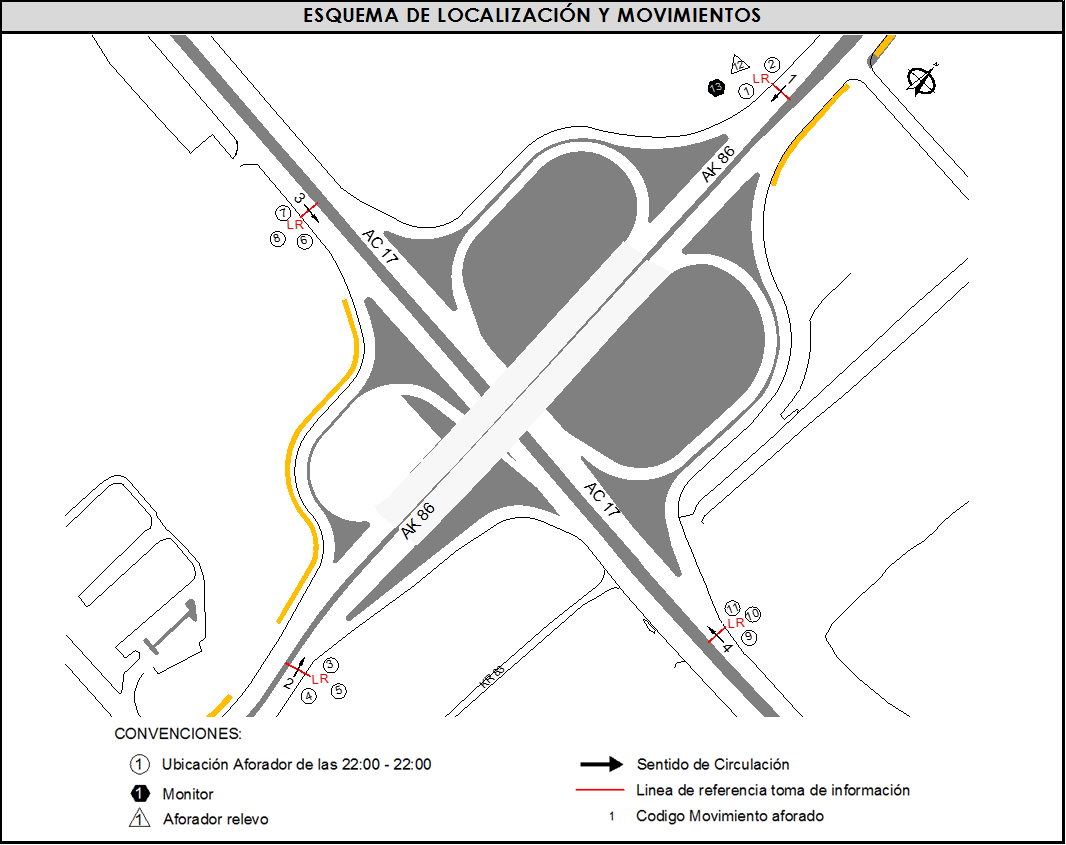 ESQUEMA DE LOCALIZACIÓN Y MOVIMIENTOS
12
2
LR
1
13
1
N
AK 86
3
7
LR
8
6
AC 17
AC 17
AK 86
11
10
LR
9
4
3
LR
2
4
5
KR 80
CONVENCIONES:
1 Ubicación Aforador de las 22:00 - 22:00
1 Monitor
1 Aforador relevo
Sentido de Circulación
Linea de referencia toma de información
1 Codigo Movimiento aforado